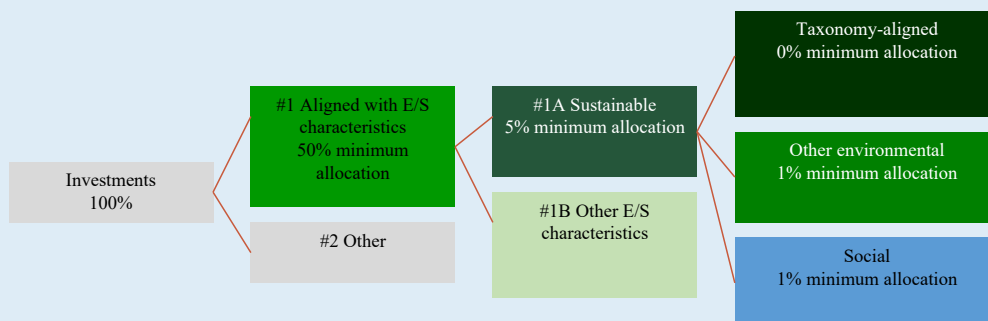 Investments
100%
#1 Aligned with E/S
characteristics
50% minimum
allocation
#2 Other
#1A Sustainable
5% minimum allocation
#1B Other E/S
characteristics
Taxonomy-aligned
0% minimum allocation
Other environmental
1% minimum allocation
Social
1% minimum allocation